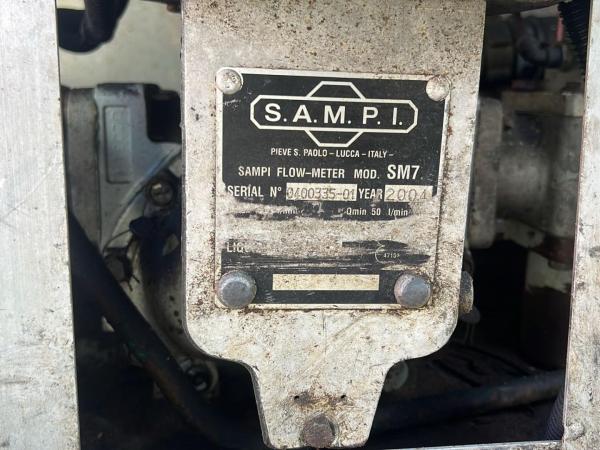 S.A.M.P.I.
PIEVE S. PAOLO - LUCCA - ITALY -
SAMPI FLOW-METER MOD. SM7
SERIAL N° 0400335-01 YEAR 2004
Qmin 50 l/min